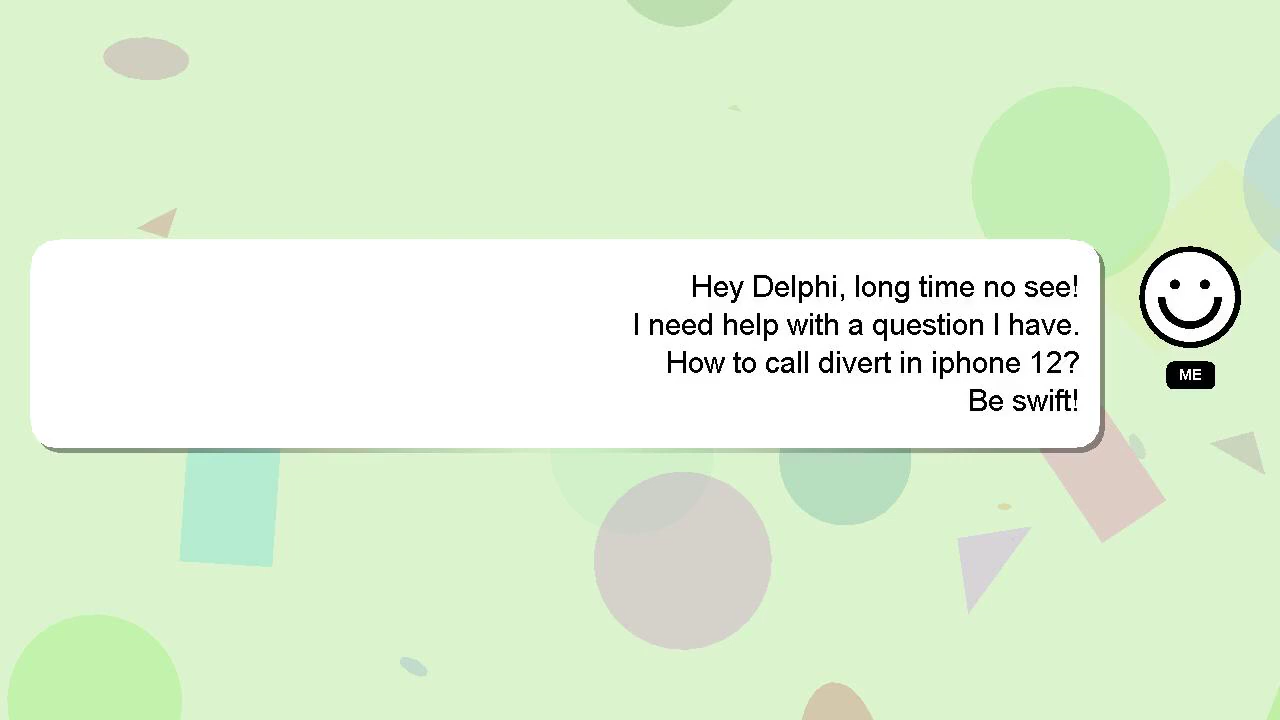 Hey Delphi, long time no see!
I need help with a question I have.
How to call divert in iphone 12?
Be swift!
ME